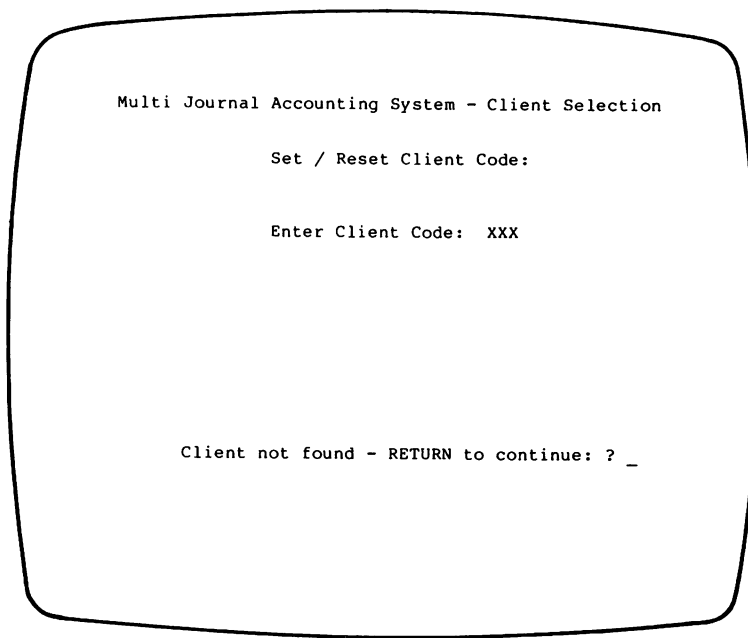 Multi Journal Accounting System - Client Selection
Set / Reset Client Code:
Enter Client Code: XXX
Client not found - RETURN to continue: ? _